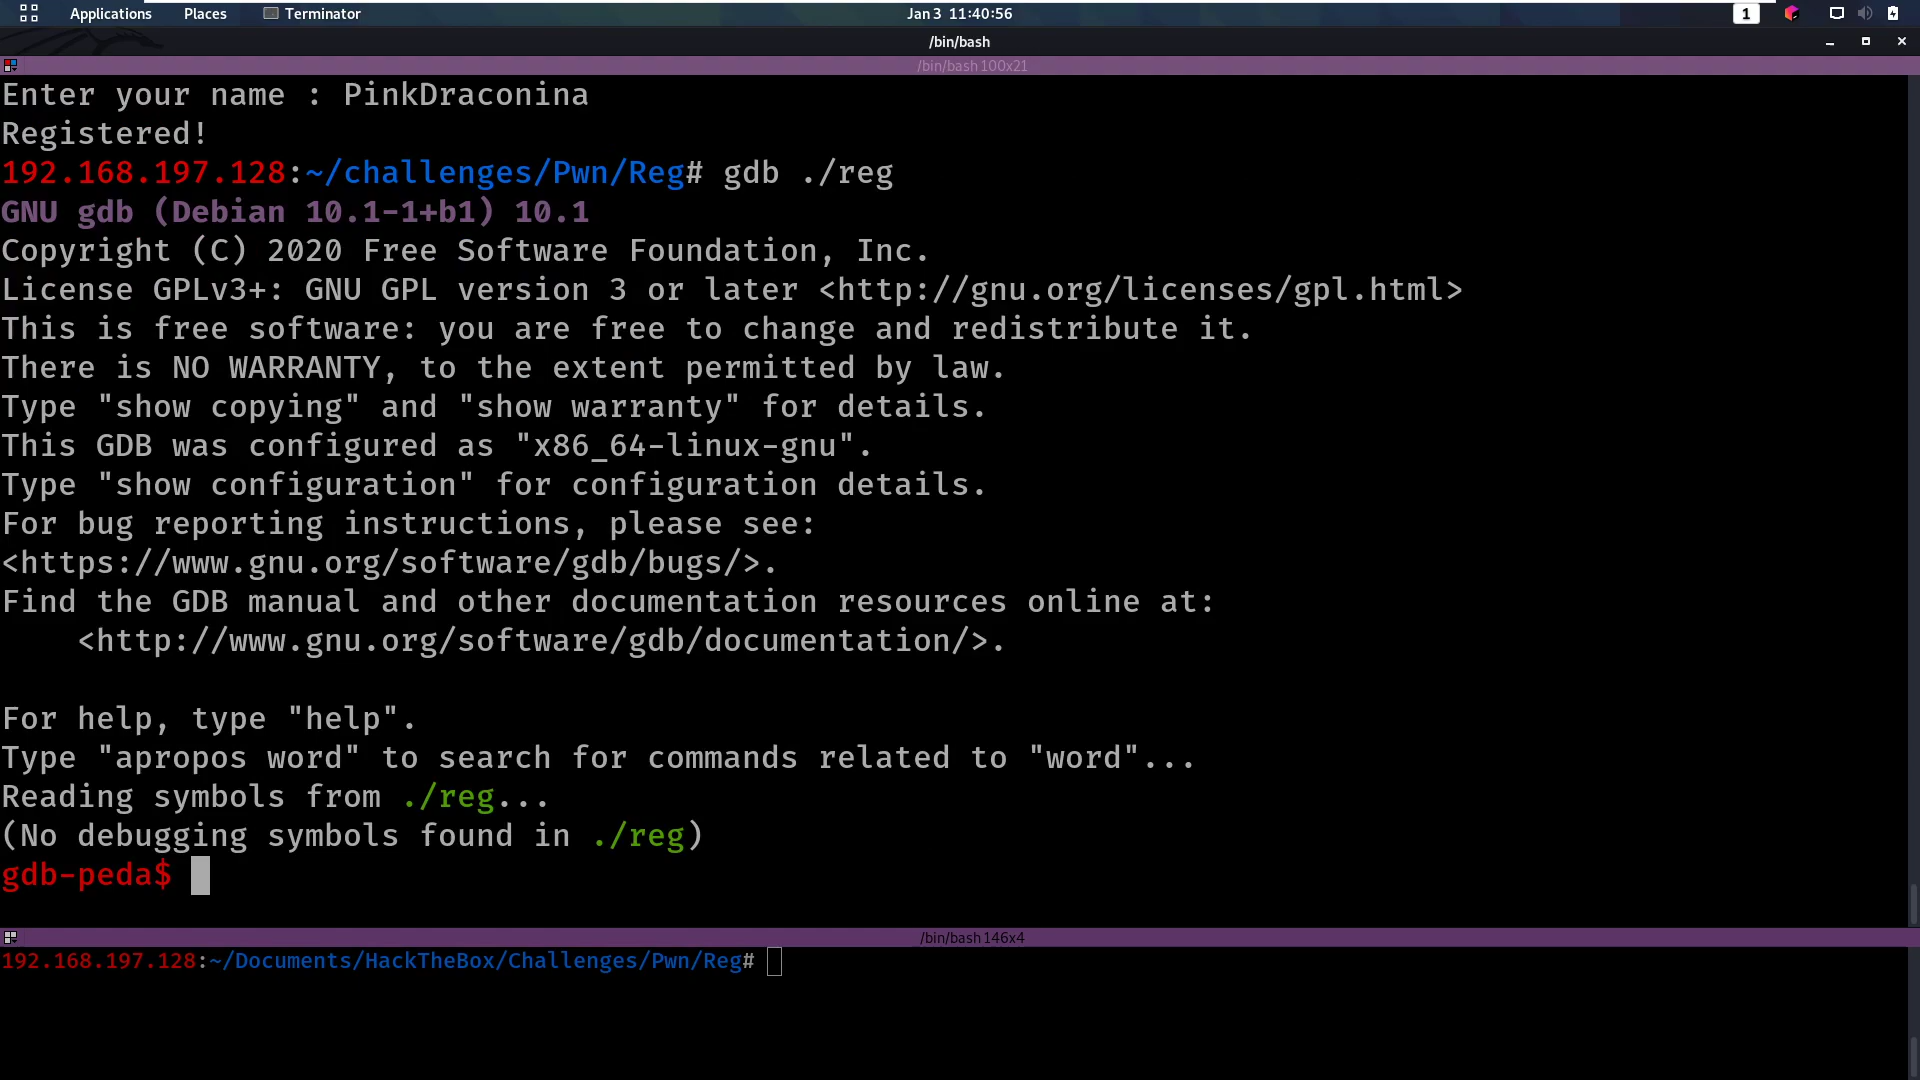 Applications Places Terminator Jan 3 11:40:56 1
/bin/bash
/bin/bash 100x21
Enter your name : PinkDraconina
Registered!
192.168.197.128:~/challenges/Pwn/Reg# gdb ./reg
GNU gdb (Debian 10.1-1+b1) 10.1
Copyright (C) 2020 Free Software Foundation, Inc.
License GPLv3+: GNU GPL version 3 or later <http://gnu.org/licenses/gpl.html>
This is free software: you are free to change and redistribute it.
There is NO WARRANTY, to the extent permitted by law.
Type "show copying" and "show warranty" for details.
This GDB was configured as "x86_64-linux-gnu".
Type "show configuration" for configuration details.
For bug reporting instructions, please see:
<https://www.gnu.org/software/gdb/bugs/>.
Find the GDB manual and other documentation resources online at:
    <http://www.gnu.org/software/gdb/documentation/>.
For help, type "help".
Type "apropos word" to search for commands related to "word"...
Reading symbols from ./reg...
(No debugging symbols found in ./reg)
gdb-peda$
/bin/bash 146x4
192.168.197.128:~/Documents/HackTheBox/Challenges/Pwn/Reg#